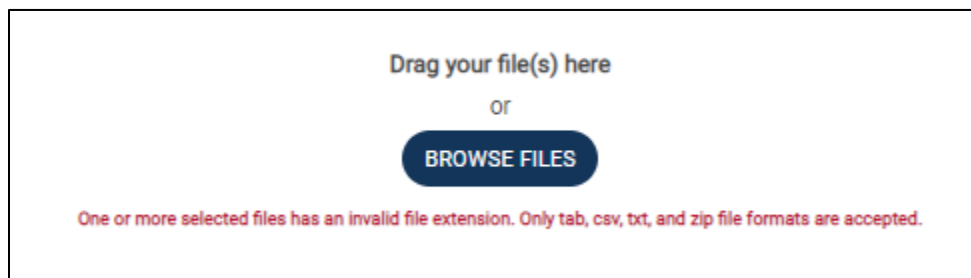 Drag your file(s) here
or
BROWSE FILES
One or more selected files has an invalid file extension. Only tab, csv, txt, and zip file formats are accepted.